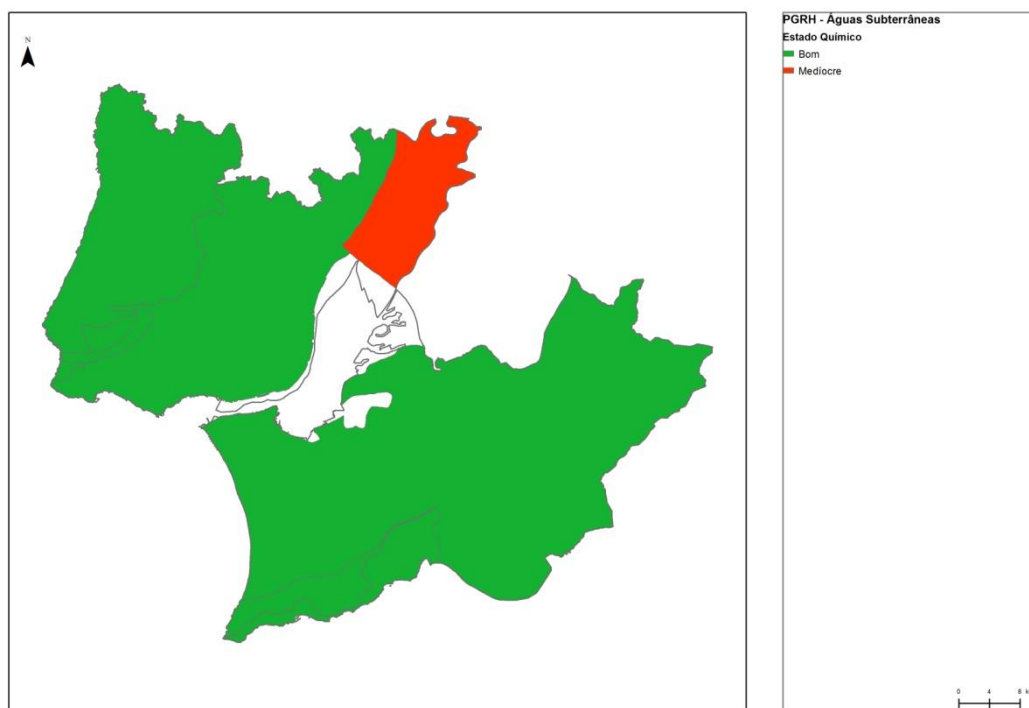 N
PGRH - Águas Subterrâneas
Estado Químico
Bom
Medíocre
0 4 8 k